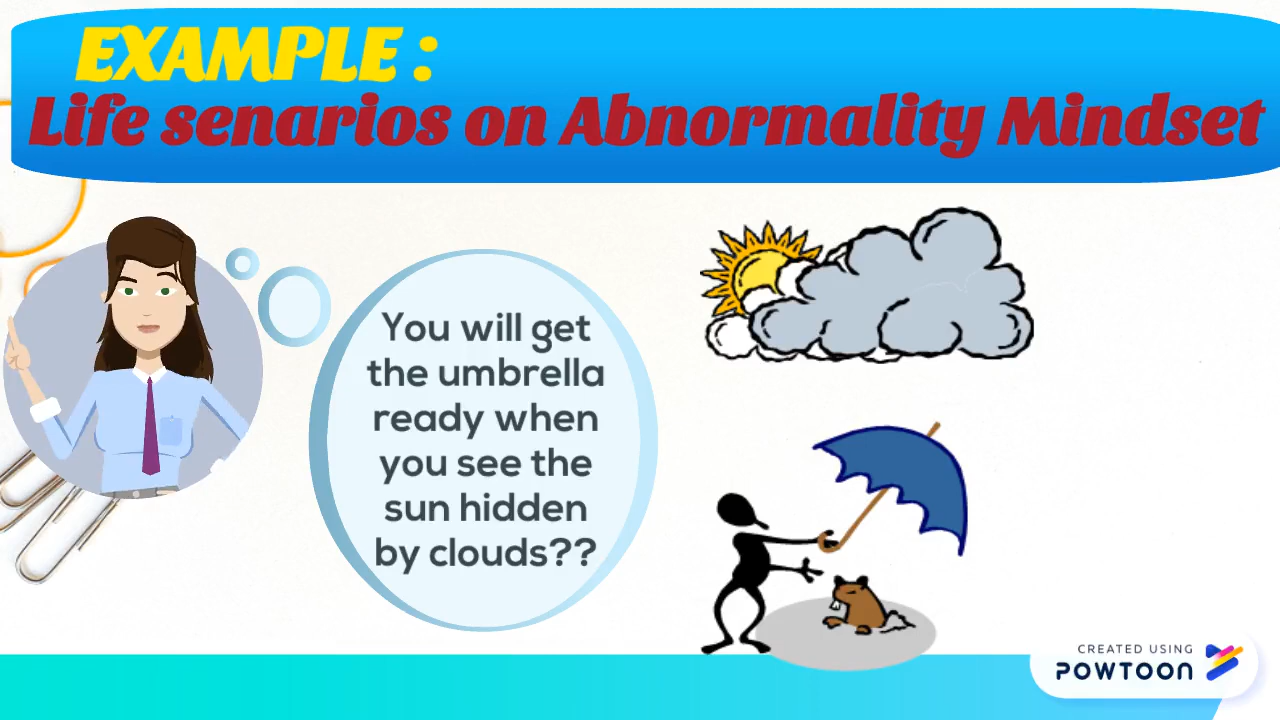 EXAMPLE :
Life senarios on Abnormality Mindset
You will get
the umbrella
ready when
you see the
sun hidden
by clouds??
CREATED USING
POWTOON